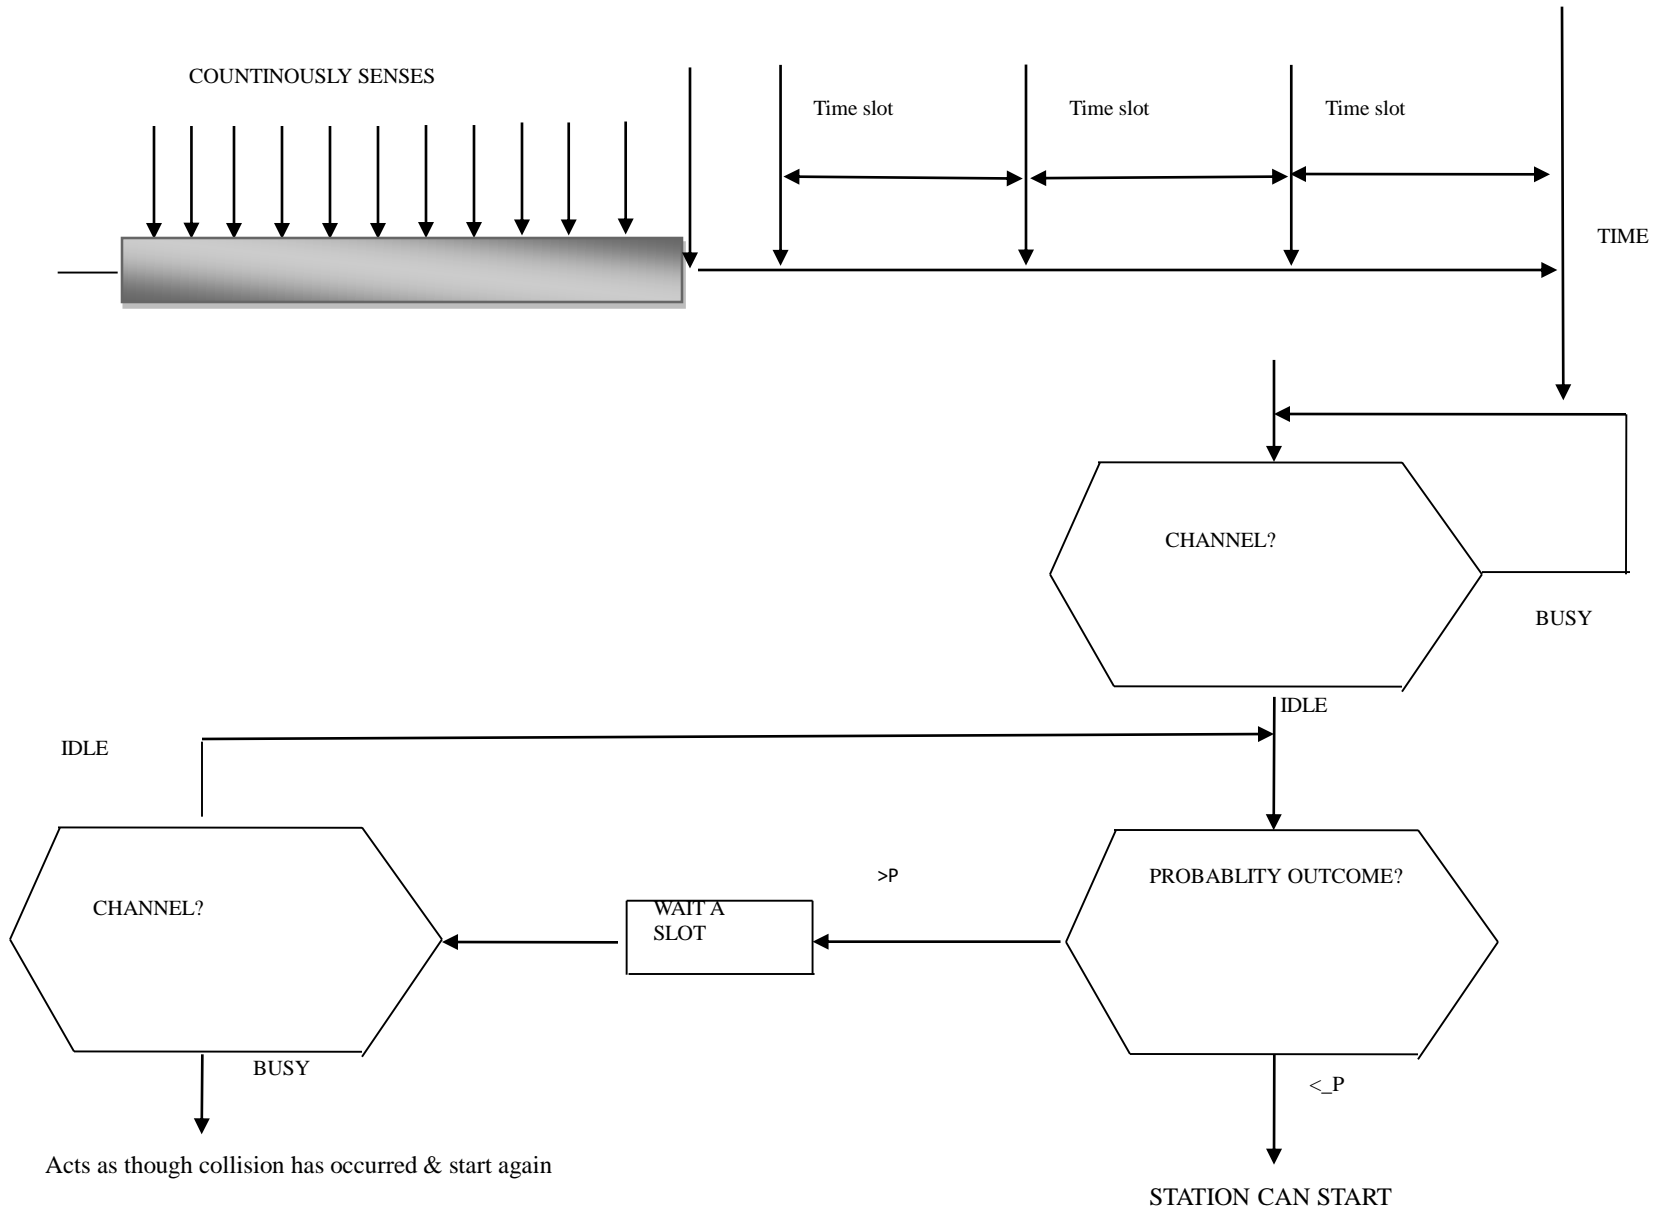 COUNTINOUSLY SENSES
Time slot
Time slot
Time slot
TIME
CHANNEL?
BUSY
IDLE
IDLE
>P
PROBABLITY OUTCOME?
CHANNEL?
WAIT A
SLOT
BUSY
<_P
Acts as though collision has occurred & start again
STATION CAN START